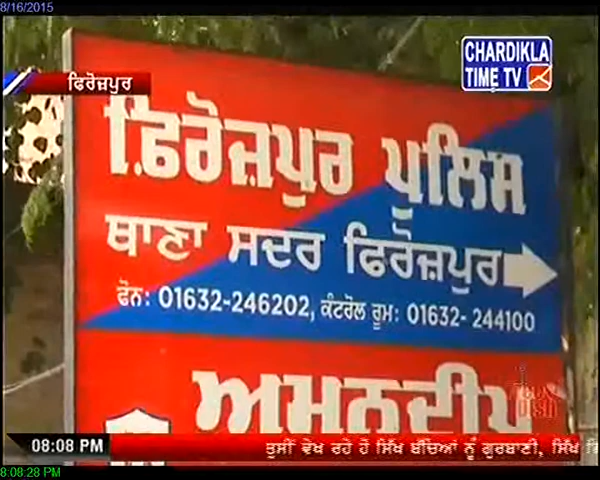 8/16/2015
CHARDIKLA
TIME TV
ਫਿਰੋਜ਼ਪੁਰ
ਫ਼ਿਰੋਜ਼ਪੁਰ ਪੁਲਿਸ
ਥਾਣਾ ਸਦਰ ਫਿਰੋਜ਼ਪੁਰ
ਫੋਨ: 01632-246202, ਕੰਟਰੋਲ ਰੂਮ: 01632- 244100
ਅਮਨਦੀਪ
DISH
08:08 PM
ਤੁਸੀਂ ਵੇਖ ਰਹੇ ਹੋ ਸਿੱਖ ਬੱਚਿਆਂ ਨੂੰ ਗੁਰਬਾਣੀ, ਸਿੱਖ
8:08:28 PM